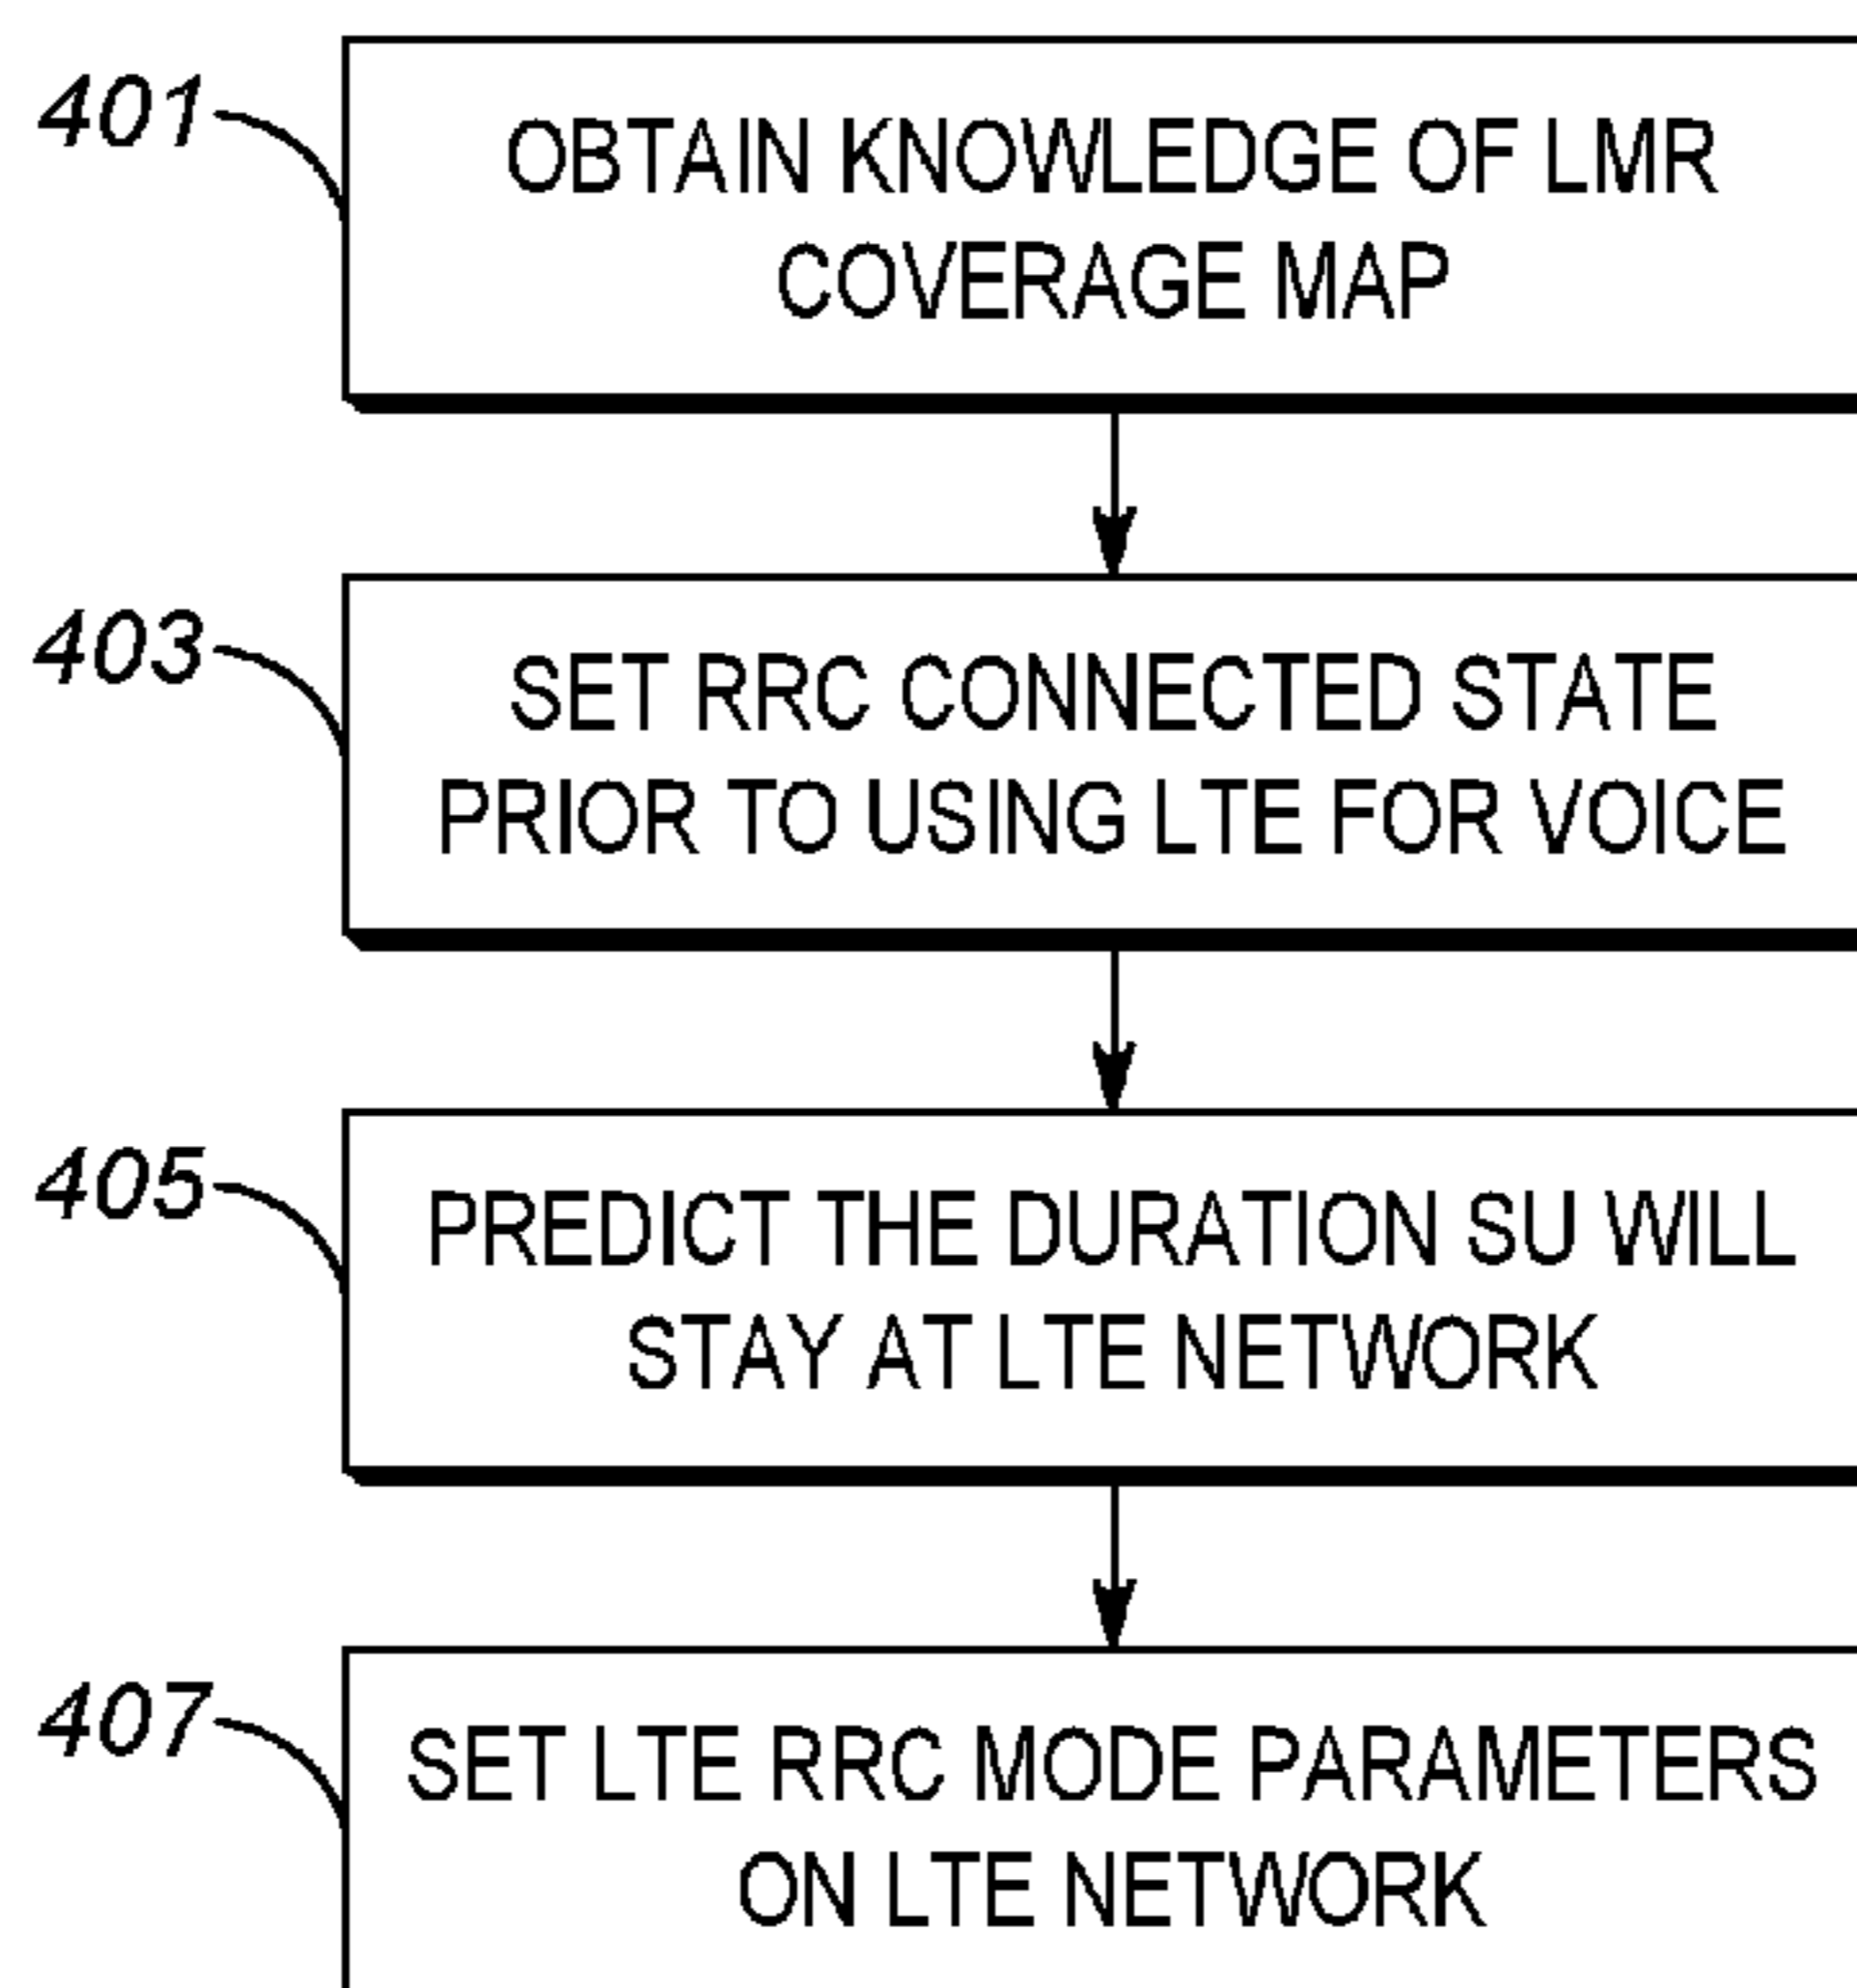 401
OBTAIN KNOWLEDGE OF LMR
COVERAGE MAP
403
SET RRC CONNECTED STATE
PRIOR TO USING LTE FOR VOICE
405
PREDICT THE DURATION SU WILL
STAY AT LTE NETWORK
407
SET LTE RRC MODE PARAMETERS
ON LTE NETWORK